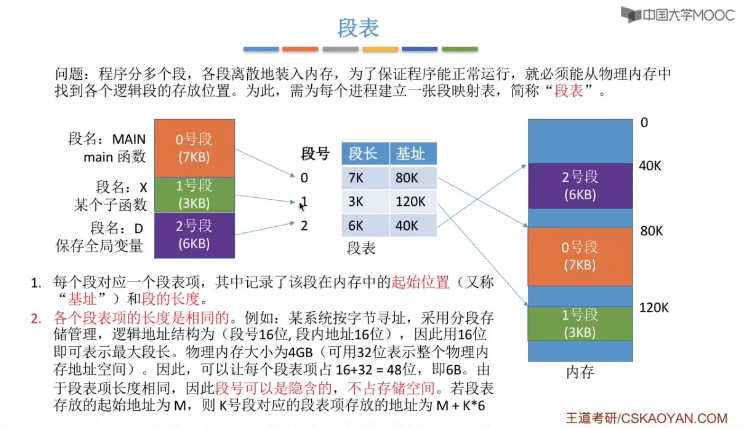 中国大学MOOC
段表
问题：程序分多个段，各段离散地装入内存，为了保证程序能正常运行，就必须能从物理内存中
找到各个逻辑段的存放位置。为此，需为每个进程建立一张段映射表，简称“段表”。
段名：MAIN
main 函数
0号段
(7KB)
段名：X
某个子函数
1号段
(3KB)
段名：D
保存全局变量
2号段
(6KB)
段号 段长 基址
0 7K 80K
1 3K 120K
2 6K 40K
段表
0
40K
2号段
(6KB)
80K
0号段
(7KB)
120K
1号段
(3KB)
内存
1. 每个段对应一个段表项，其中记录了该段在内存中的起始位置（又称
“基址”）和段的长度。
2. 各个段表项的长度是相同的。例如：某系统按字节寻址，采用分段存
储管理，逻辑地址结构为（段号16位, 段内地址16位），因此用16位
即可表示最大段长。物理内存大小为4GB（可用32位表示整个物理内
存地址空间）。因此，可以让每个段表项占 16+32 = 48位，即6B。由
于段表项长度相同，因此段号可以是隐含的，不占存储空间。若段表
存放的起始地址为 M，则 K号段对应的段表项存放的地址为 M + K*6
王道考研/CSKAOYAN.COM